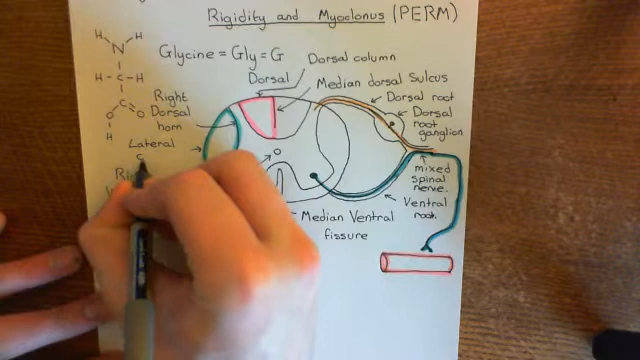 Rigidity and Myoclonus (PERM)
Glycine = Gly = G
Dorsal column
Dorsal
Median dorsal Sulcus
Dorsal root
Dorsal
root
ganglion
Right
Dorsal
horn
Lateral
c
mixed
spinal
nerve.
Ventral
root.
Median Ventral
fissure
H
H
N
H - C - H
C
O
O
H